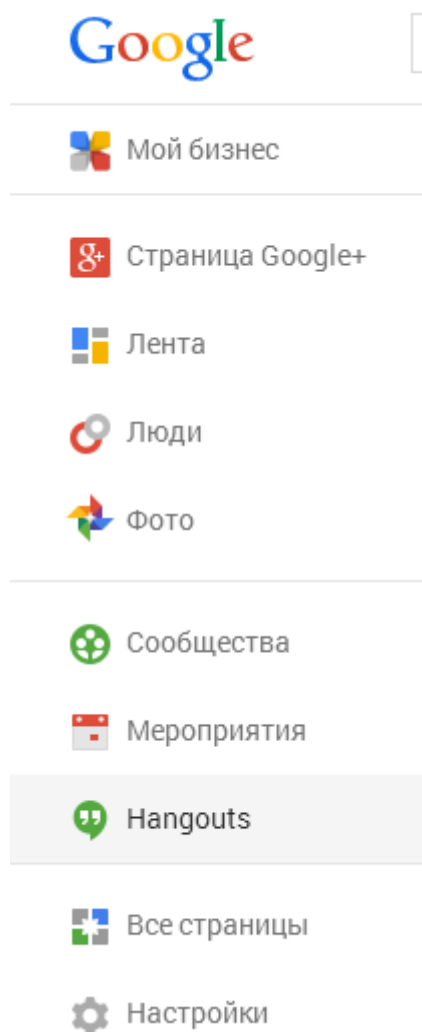 Google
Мой бизнес
Страница Google+
Лента
Люди
Фото
Сообщества
Мероприятия
Hangouts
Все страницы
Настройки